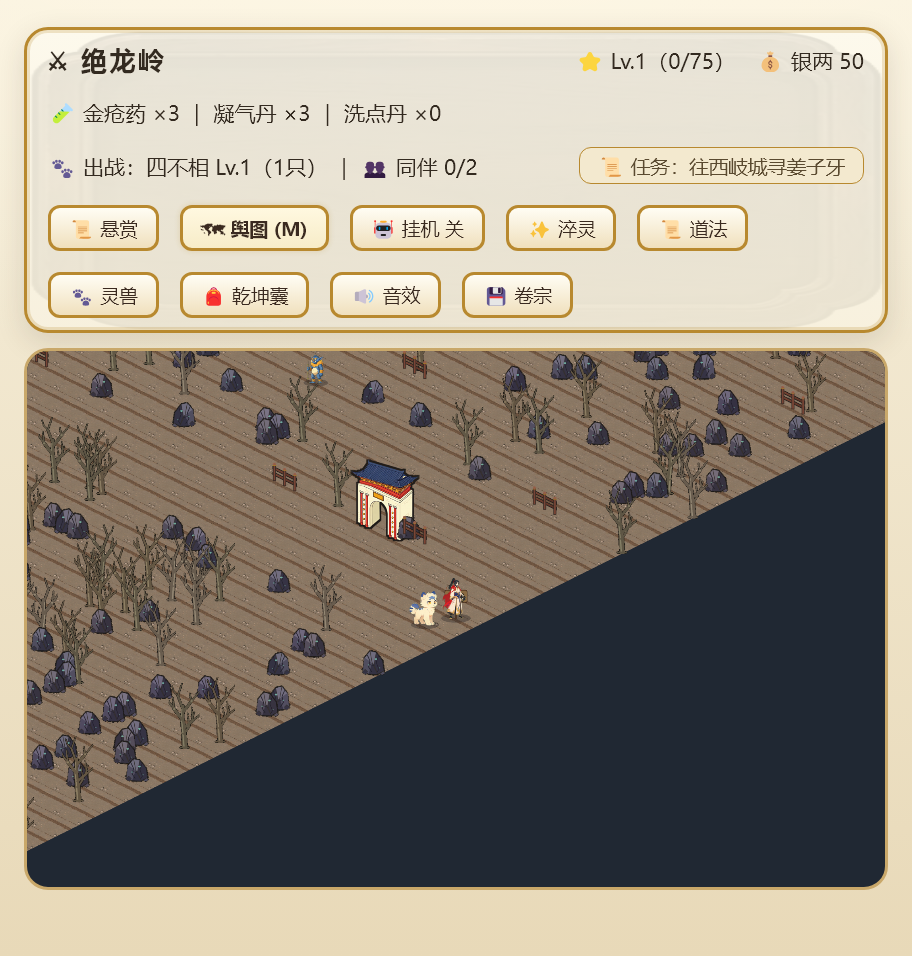 绝龙岭
Lv.1（0/75） 银两 50
金疮药 ×3 | 凝气丹 ×3 | 洗点丹 ×0
出战：四不相 Lv.1（1只） | 同伴 0/2
任务：往西岐城寻姜子牙
悬赏 舆图 (M) 挂机 关 淬灵 道法
灵兽 乾坤囊 音效 卷宗